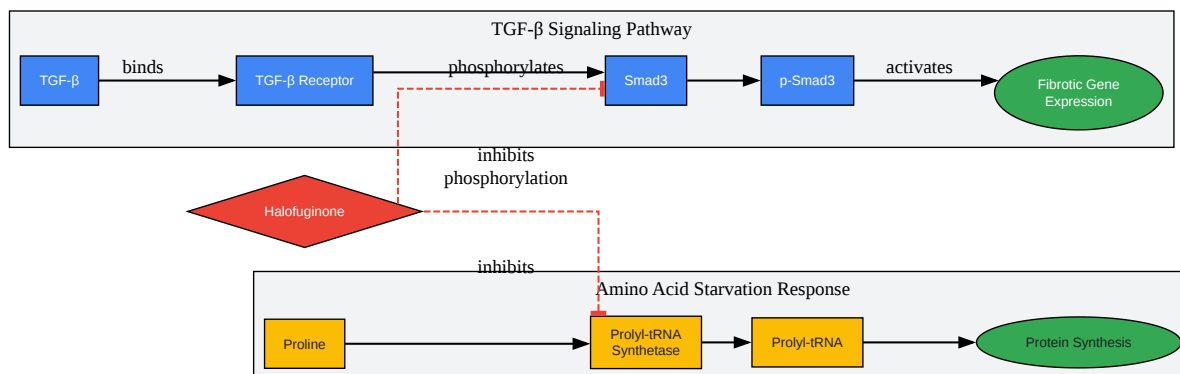 TGF-β Signaling Pathway
binds
phosphorylates
activates
TGF-β
TGF-β Receptor
Smad3
p-Smad3
Fibrotic Gene
Expression
inhibits
phosphorylation
Halofuginone
inhibits
Amino Acid Starvation Response
Proline
Prolyl-tRNA
Synthetase
Prolyl-tRNA
Protein Synthesis